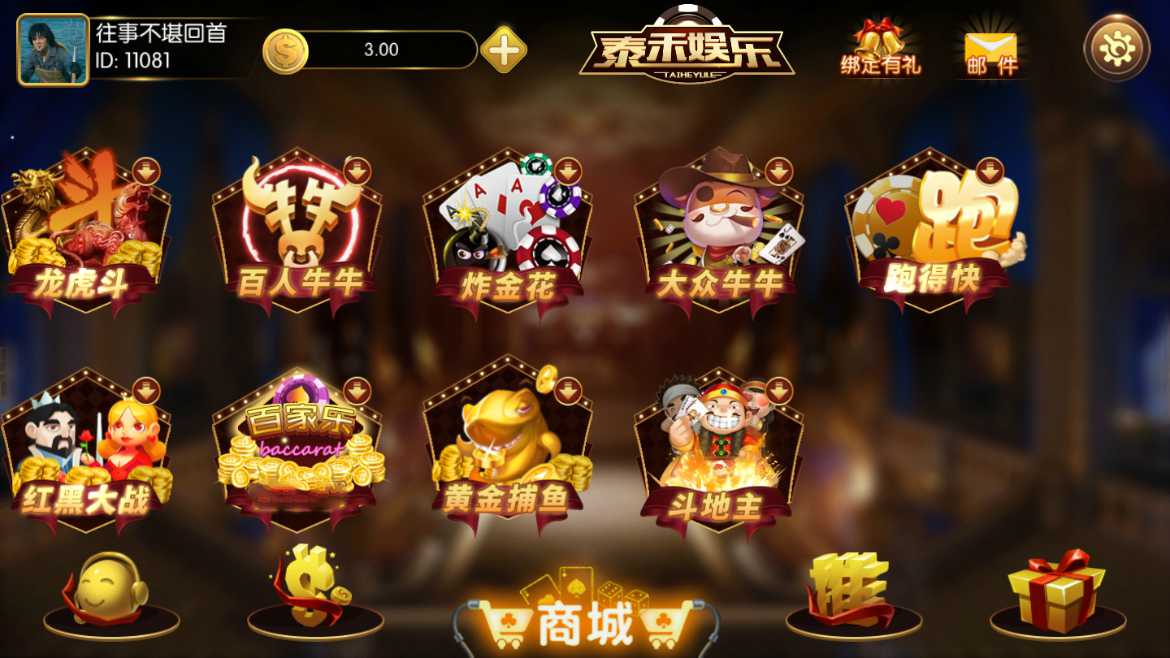 往事不堪回首
ID: 11081
3.00
泰禾娱乐
TAIHEYULE
绑定有礼
邮 件
斗
龙虎斗
牛牛
百人牛牛
A
A
A
炸金花
大众牛牛
跑
跑得快
红黑大战
百家乐
baccarat
黄金捕鱼
斗地主
商城
推